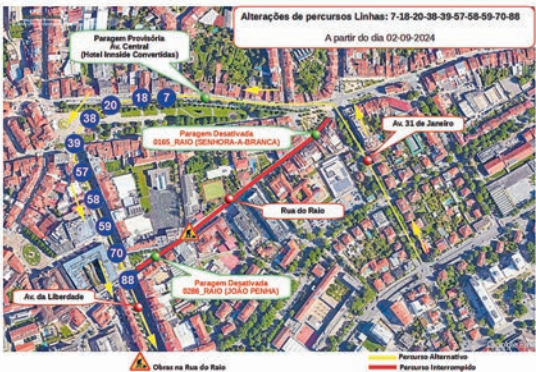 Alterações de percursos Linhas: 7-18-20-38-39-57-58-59-70-88
A partir do dia 02-09-2024
Paragem Provisória
Av. Central
(Hotel Innside Convertidas)
7
18
20
38
39
57
58
59
70
88
Paragem Desativada
0165_RAIO (SENHORA-A-BRANCA)
Av. 31 de Janeiro
Rua do Raio
Paragem Desativada
0286_RAIO (JOÃO PENHA)
Av. da Liberdade
Obras na Rua do Raio
Percurso Alternativo
Percurso Interrompido